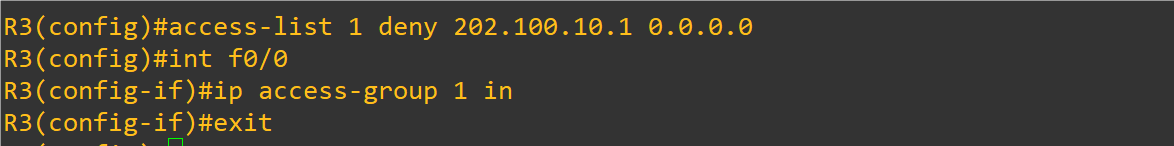 R3(config)#access-list 1 deny 202.100.10.1 0.0.0.0
R3(config)#int f0/0
R3(config-if)#ip access-group 1 in
R3(config-if)#exit